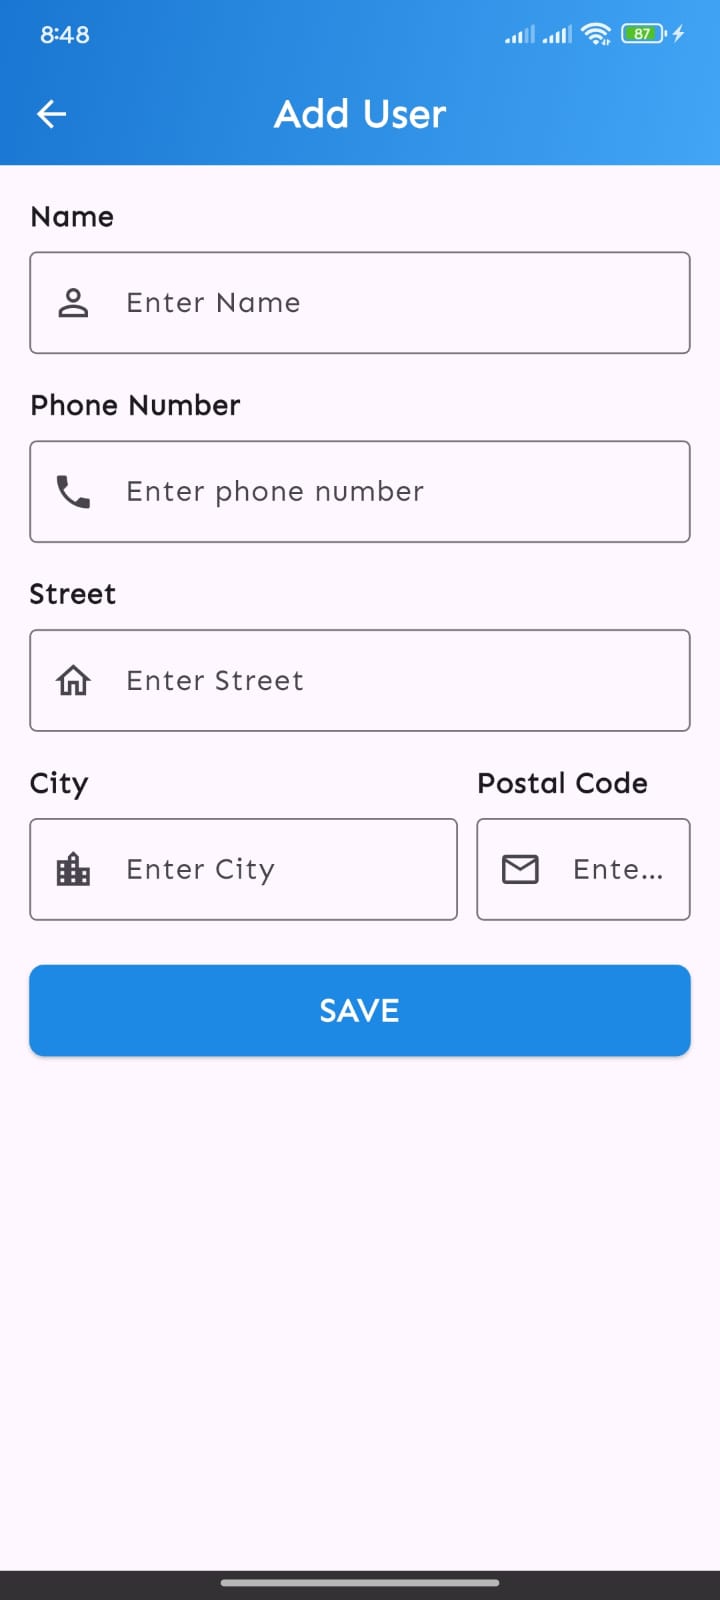 8:48
87
Add User
Name
Enter Name
Phone Number
Enter phone number
Street
Enter Street
City
Postal Code
Enter City
Ente...
SAVE